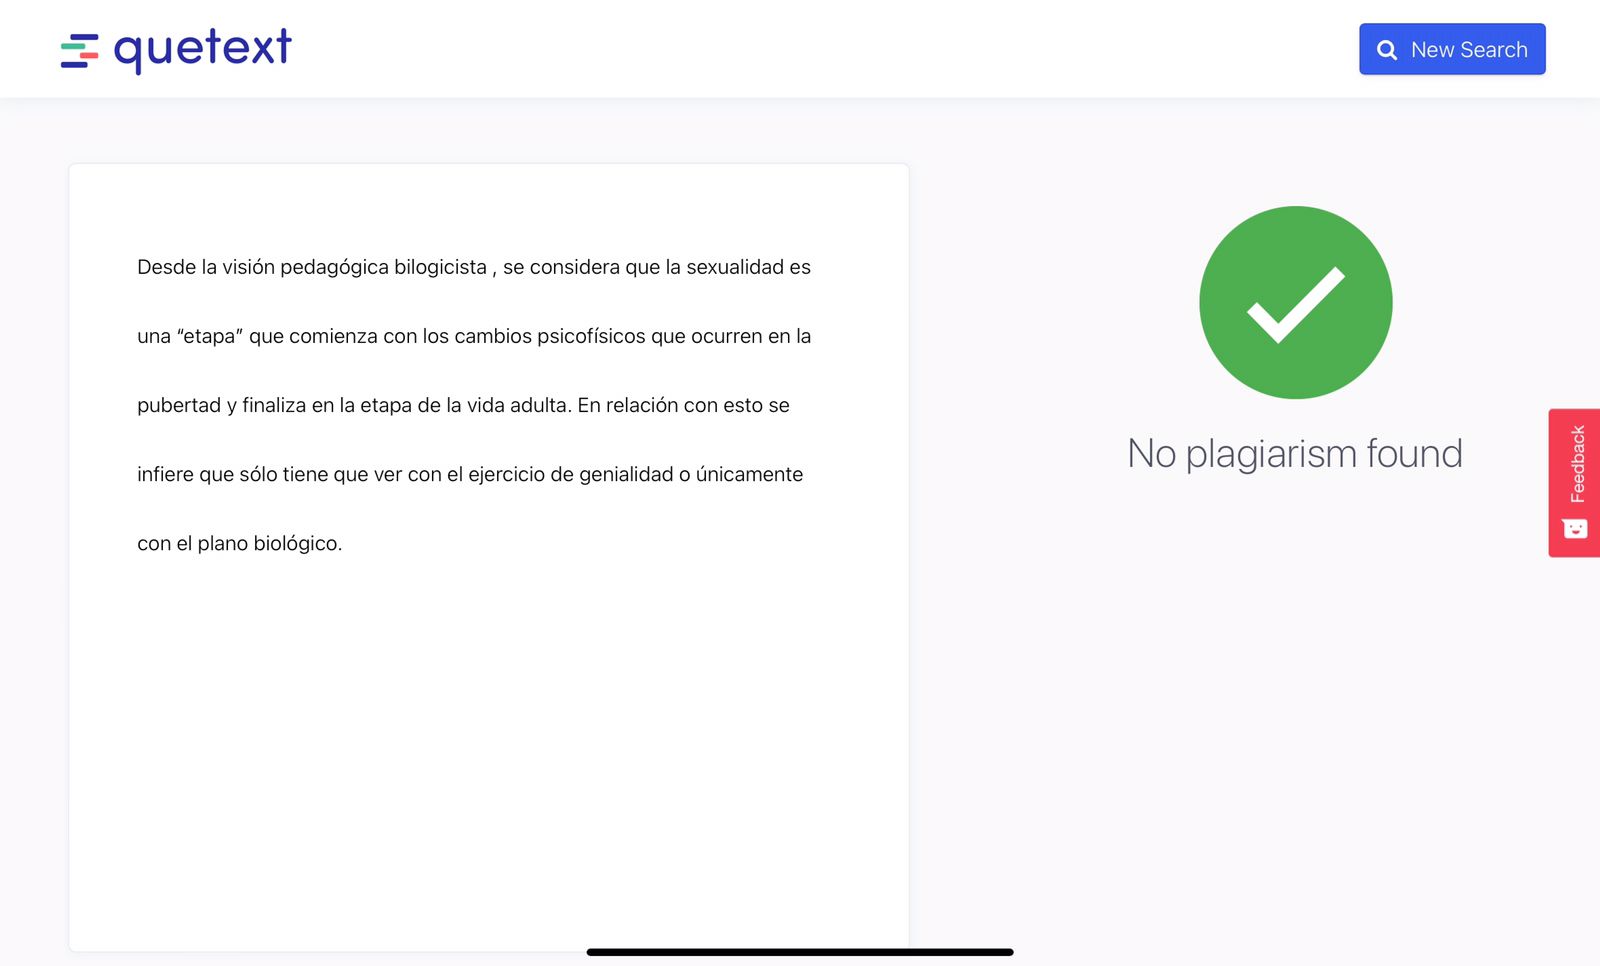 quetext
New Search
Desde la visión pedagógica bilogicista , se considera que la sexualidad es
una “etapa” que comienza con los cambios psicofísicos que ocurren en la
pubertad y finaliza en la etapa de la vida adulta. En relación con esto se
infiere que sólo tiene que ver con el ejercicio de genialidad o únicamente
con el plano biológico.
No plagiarism found
Feedback